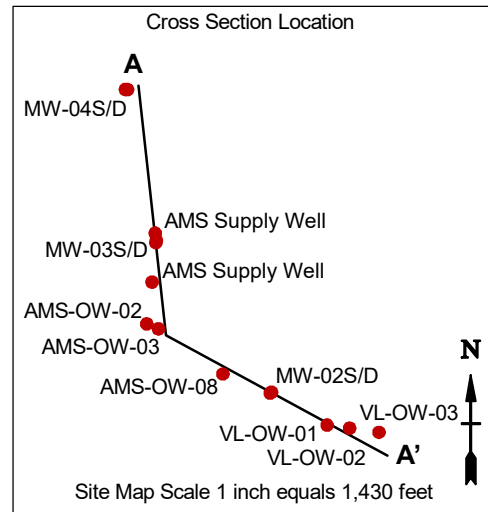 Cross Section Location
A
MW-04S/D
AMS Supply Well
MW-03S/D
AMS Supply Well
AMS-OW-02
AMS-OW-03
N
AMS-OW-08
MW-02S/D
VL-OW-03
VL-OW-01
VL-OW-02
A'
Site Map Scale 1 inch equals 1,430 feet